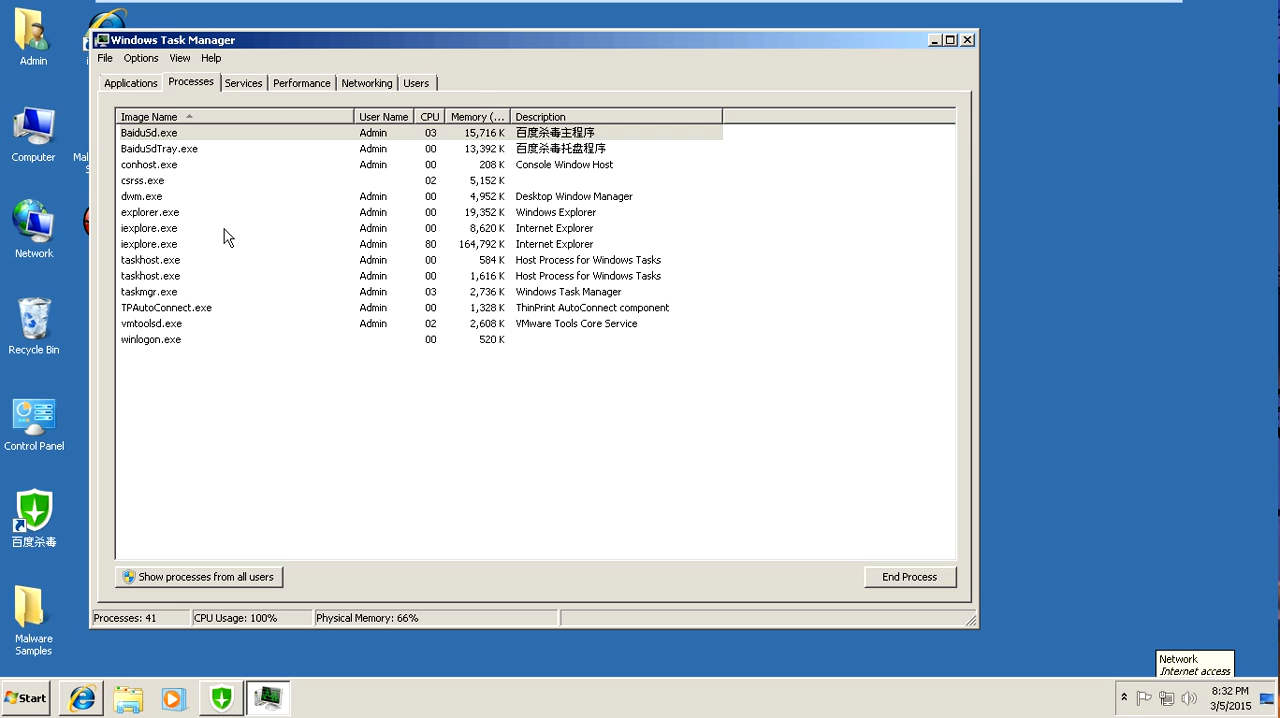 Admin
Computer
Network
Recycle Bin
Control Panel
百度杀毒
Malware
Samples
Windows Task Manager
File Options View Help
Applications Processes Services Performance Networking Users
Image Name User Name CPU Memory (... Description
BaiduSd.exe Admin 03 15,716 K 百度杀毒主程序
BaiduSdTray.exe Admin 00 13,392 K 百度杀毒托盘程序
conhost.exe Admin 00 208 K Console Window Host
csrss.exe 02 5,152 K
dwm.exe Admin 00 4,952 K Desktop Window Manager
explorer.exe Admin 00 19,352 K Windows Explorer
iexplore.exe Admin 00 8,620 K Internet Explorer
iexplore.exe Admin 80 164,792 K Internet Explorer
taskhost.exe Admin 00 584 K Host Process for Windows Tasks
taskhost.exe Admin 00 1,616 K Host Process for Windows Tasks
taskmgr.exe Admin 03 2,736 K Windows Task Manager
TPAutoConnect.exe Admin 00 1,328 K ThinPrint AutoConnect component
vmtoolsd.exe Admin 02 2,608 K VMware Tools Core Service
winlogon.exe 00 520 K
Show processes from all users End Process
Processes: 41 CPU Usage: 100% Physical Memory: 66%
Network
Internet access
Start
8:32 PM
3/5/2015